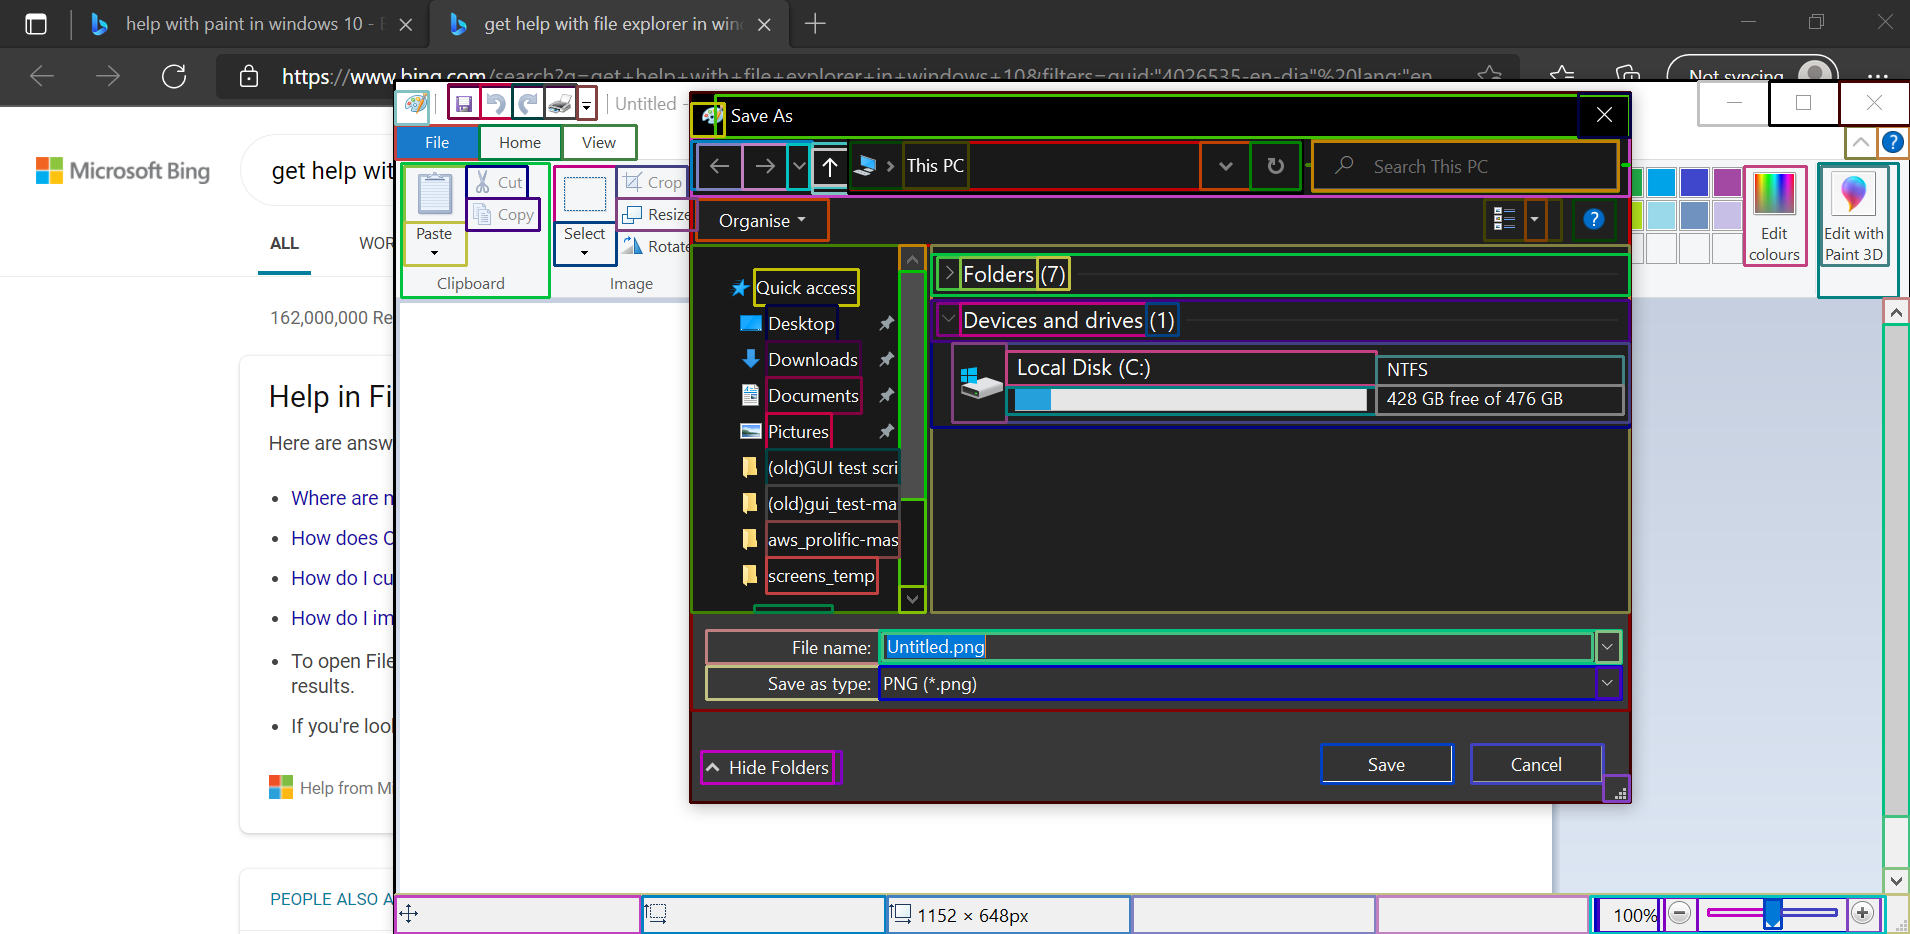 help with paint in windows 10 -
get help with file explorer in win
https://www.bing.com/search?q=get+help+with+file+explorer+in+windows+10&filters=guid:"4026535-en-dia"%20lang:"en
Not syncing
Untitled -
Save As
File
Home
View
Microsoft Bing
get help wit
This PC
Search This PC
Cut
Copy
Paste
Crop
Resize
Rotate
Select
Organise
Edit
colours
Edit with
Paint 3D
Clipboard
Image
ALL
WOR
162,000,000 Re
Quick access
Desktop
Downloads
Documents
Pictures
(old)GUI test scri
(old)gui_test-ma
aws_prolific-mas
screens_temp
Folders (7)
Devices and drives (1)
Local Disk (C:)
NTFS
428 GB free of 476 GB
Help in Fi
Here are answ
Where are n
How does C
How do I cu
How do I im
To open File
results.
If you're loo
Help from Mi
PEOPLE ALSO A
File name:
Untitled.png
Save as type:
PNG (*.png)
Hide Folders
Save
Cancel
1152 × 648px
100%